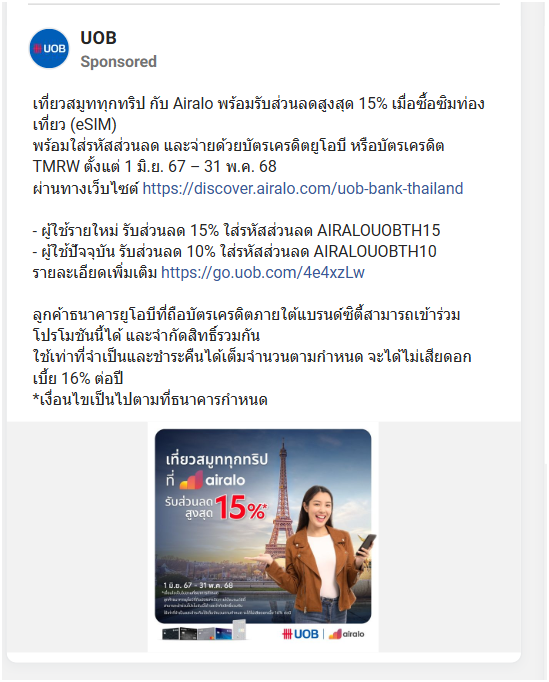 UOB
UOB
Sponsored
เที่ยวสมูททุกทริป กับ Airalo พร้อมรับส่วนลดสูงสุด 15% เมื่อซื้อซิมท่อง
เที่ยว (eSIM)
พร้อมใส่รหัสส่วนลด และจ่ายด้วยบัตรเครดิตยูโอบี หรือบัตรเครดิต
TMRW ตั้งแต่ 1 มิ.ย. 67 – 31 พ.ค. 68
ผ่านทางเว็บไซต์ https://discover.airalo.com/uob-bank-thailand
- ผู้ใช้รายใหม่ รับส่วนลด 15% ใส่รหัสส่วนลด AIRALOUOBTH15
- ผู้ใช้ปัจจุบัน รับส่วนลด 10% ใส่รหัสส่วนลด AIRALOUOBTH10
รายละเอียดเพิ่มเติม https://go.uob.com/4e4xzLw
ลูกค้าธนาคารยูโอบีที่ถือบัตรเครดิตภายใต้แบรนด์ซิตี้สามารถเข้าร่วม
โปรโมชันนี้ได้ และจำกัดสิทธิ์รวมกัน
ใช้เท่าที่จำเป็นและชำระคืนได้เต็มจำนวนตามกำหนด จะได้ไม่เสียดอก
เบี้ย 16% ต่อปี
*เงื่อนไขเป็นไปตามที่ธนาคารกำหนด
เที่ยวสมูททุกทริป
ที่ airalo
รับส่วนลด
สูงสุด 15%*
1 มิ.ย. 67 - 31 พ.ค. 68
UOB | airalo